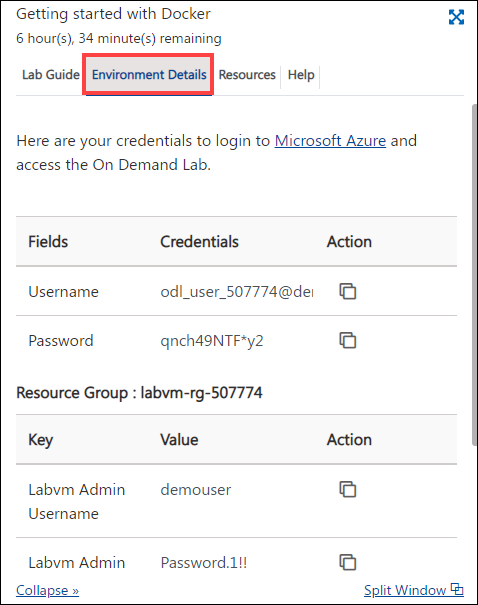 Getting started with Docker
6 hour(s), 34 minute(s) remaining
Lab Guide Environment Details Resources Help
Here are your credentials to login to Microsoft Azure and
access the On Demand Lab.
Fields Credentials Action
Username odl_user_507774@de
Password qnch49NTF*y2
Resource Group : labvm-rg-507774
Key Value Action
Labvm Admin demouser
Username
Labvm Admin Password.1!!
Collapse » Split Window